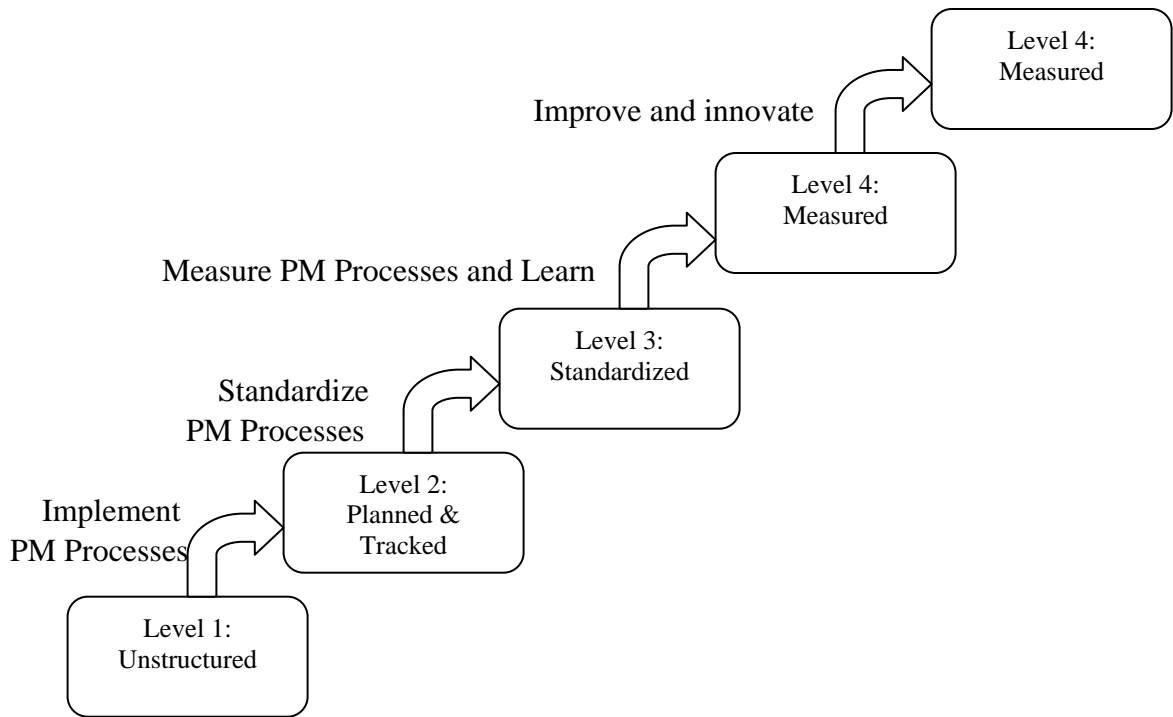 Level 4:
Measured
Improve and innovate
Level 4:
Measured
Measure PM Processes and Learn
Level 3:
Standardized
Standardize
PM Processes
Level 2:
Planned &
Tracked
Implement
PM Processes
Level 1:
Unstructured